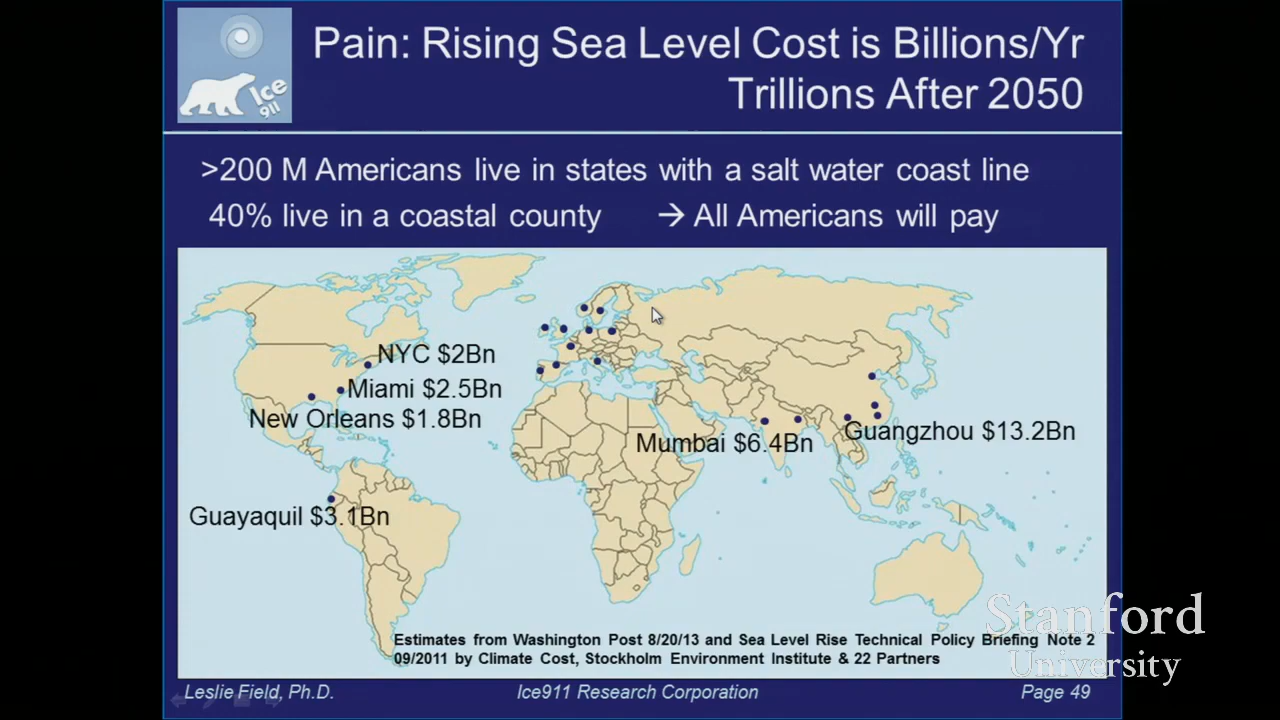 Ice
911
Pain: Rising Sea Level Cost is Billions/Yr
Trillions After 2050
>200 M Americans live in states with a salt water coast line
40% live in a coastal county → All Americans will pay
NYC $2Bn
Miami $2.5Bn
New Orleans $1.8Bn
Mumbai $6.4Bn
Guangzhou $13.2Bn
Guayaquil $3.1Bn
Estimates from Washington Post 8/20/13 and Sea Level Rise Technical Policy Briefing Note 2
09/2011 by Climate Cost, Stockholm Environment Institute & 22 Partners
Stanford
University
Leslie Field, Ph.D. Ice911 Research Corporation Page 49